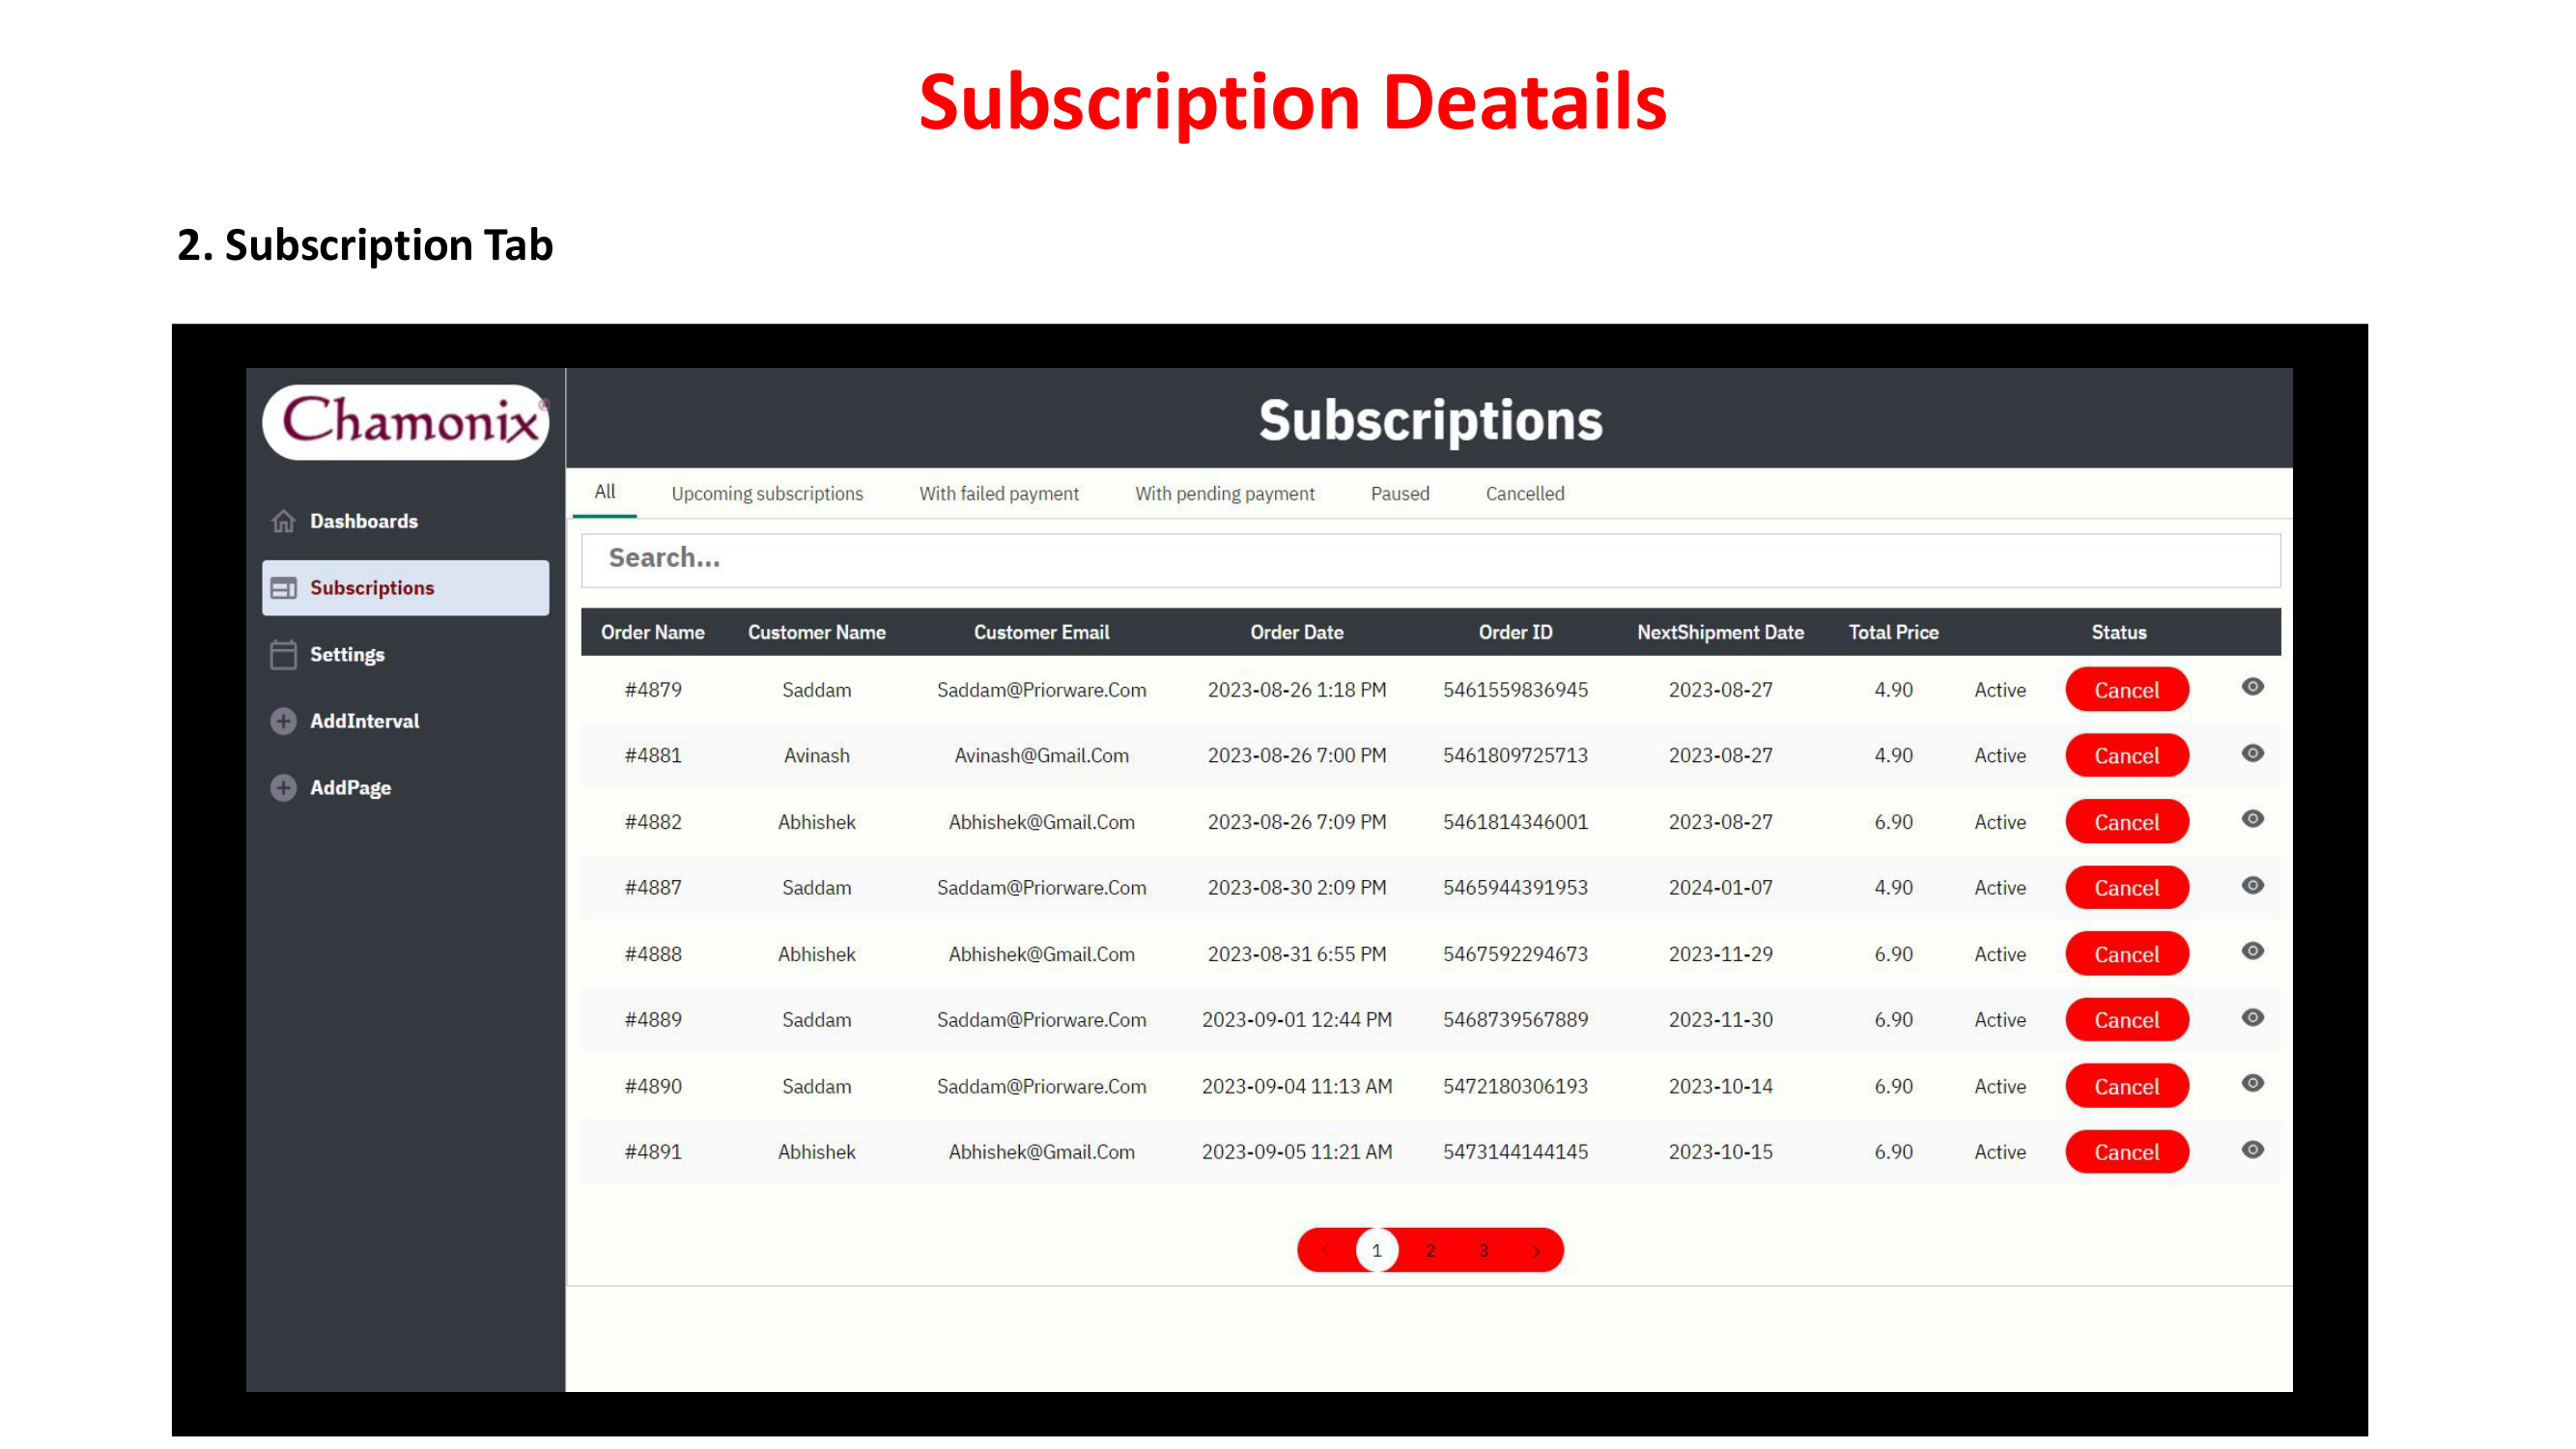 Subscription Deatails
2. Subscription Tab
Chamonix®
Subscriptions
Dashboards
Subscriptions
Settings
AddInterval
AddPage
All Upcoming subscriptions With failed payment With pending payment Paused Cancelled
Search...
Order Name Customer Name Customer Email Order Date Order ID NextShipment Date Total Price Status
#4879 Saddam Saddam@Priorware.Com 2023-08-26 1:18 PM 5461559836945 2023-08-27 4.90 Active Cancel
#4881 Avinash Avinash@Gmail.Com 2023-08-26 7:00 PM 5461809725713 2023-08-27 4.90 Active Cancel
#4882 Abhishek Abhishek@Gmail.Com 2023-08-26 7:09 PM 5461814346001 2023-08-27 6.90 Active Cancel
#4887 Saddam Saddam@Priorware.Com 2023-08-30 2:09 PM 5465944391953 2024-01-07 4.90 Active Cancel
#4888 Abhishek Abhishek@Gmail.Com 2023-08-31 6:55 PM 5467592294673 2023-11-29 6.90 Active Cancel
#4889 Saddam Saddam@Priorware.Com 2023-09-01 12:44 PM 5468739567889 2023-11-30 6.90 Active Cancel
#4890 Saddam Saddam@Priorware.Com 2023-09-04 11:13 AM 5472180306193 2023-10-14 6.90 Active Cancel
#4891 Abhishek Abhishek@Gmail.Com 2023-09-05 11:21 AM 5473144144145 2023-10-15 6.90 Active Cancel
< 1 2 3 >